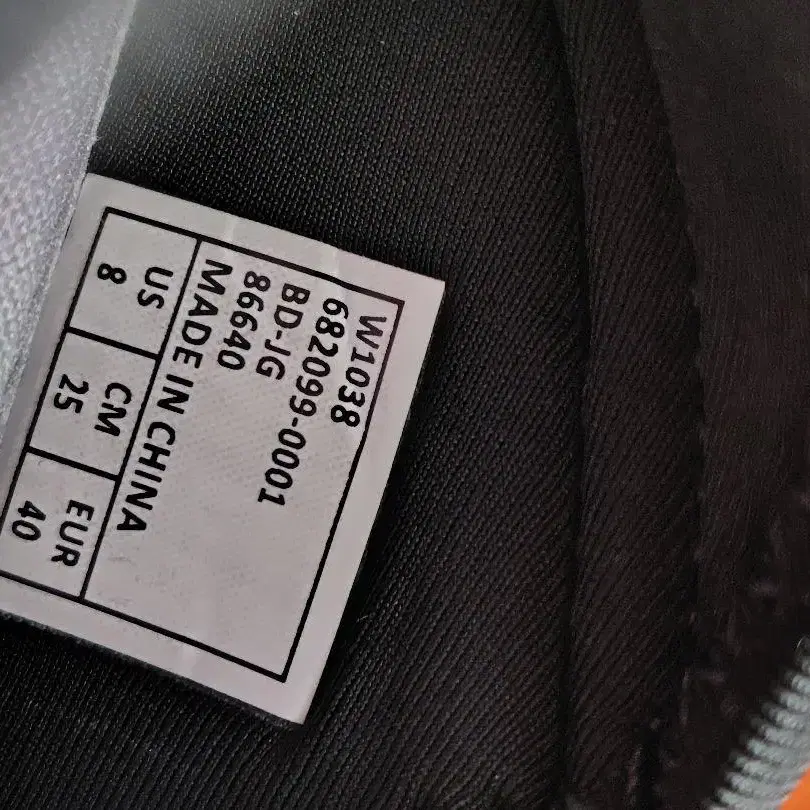 W1038
682099-0001
BD-JG
86640
MADE IN CHINA
US CM EUR
8 25 40